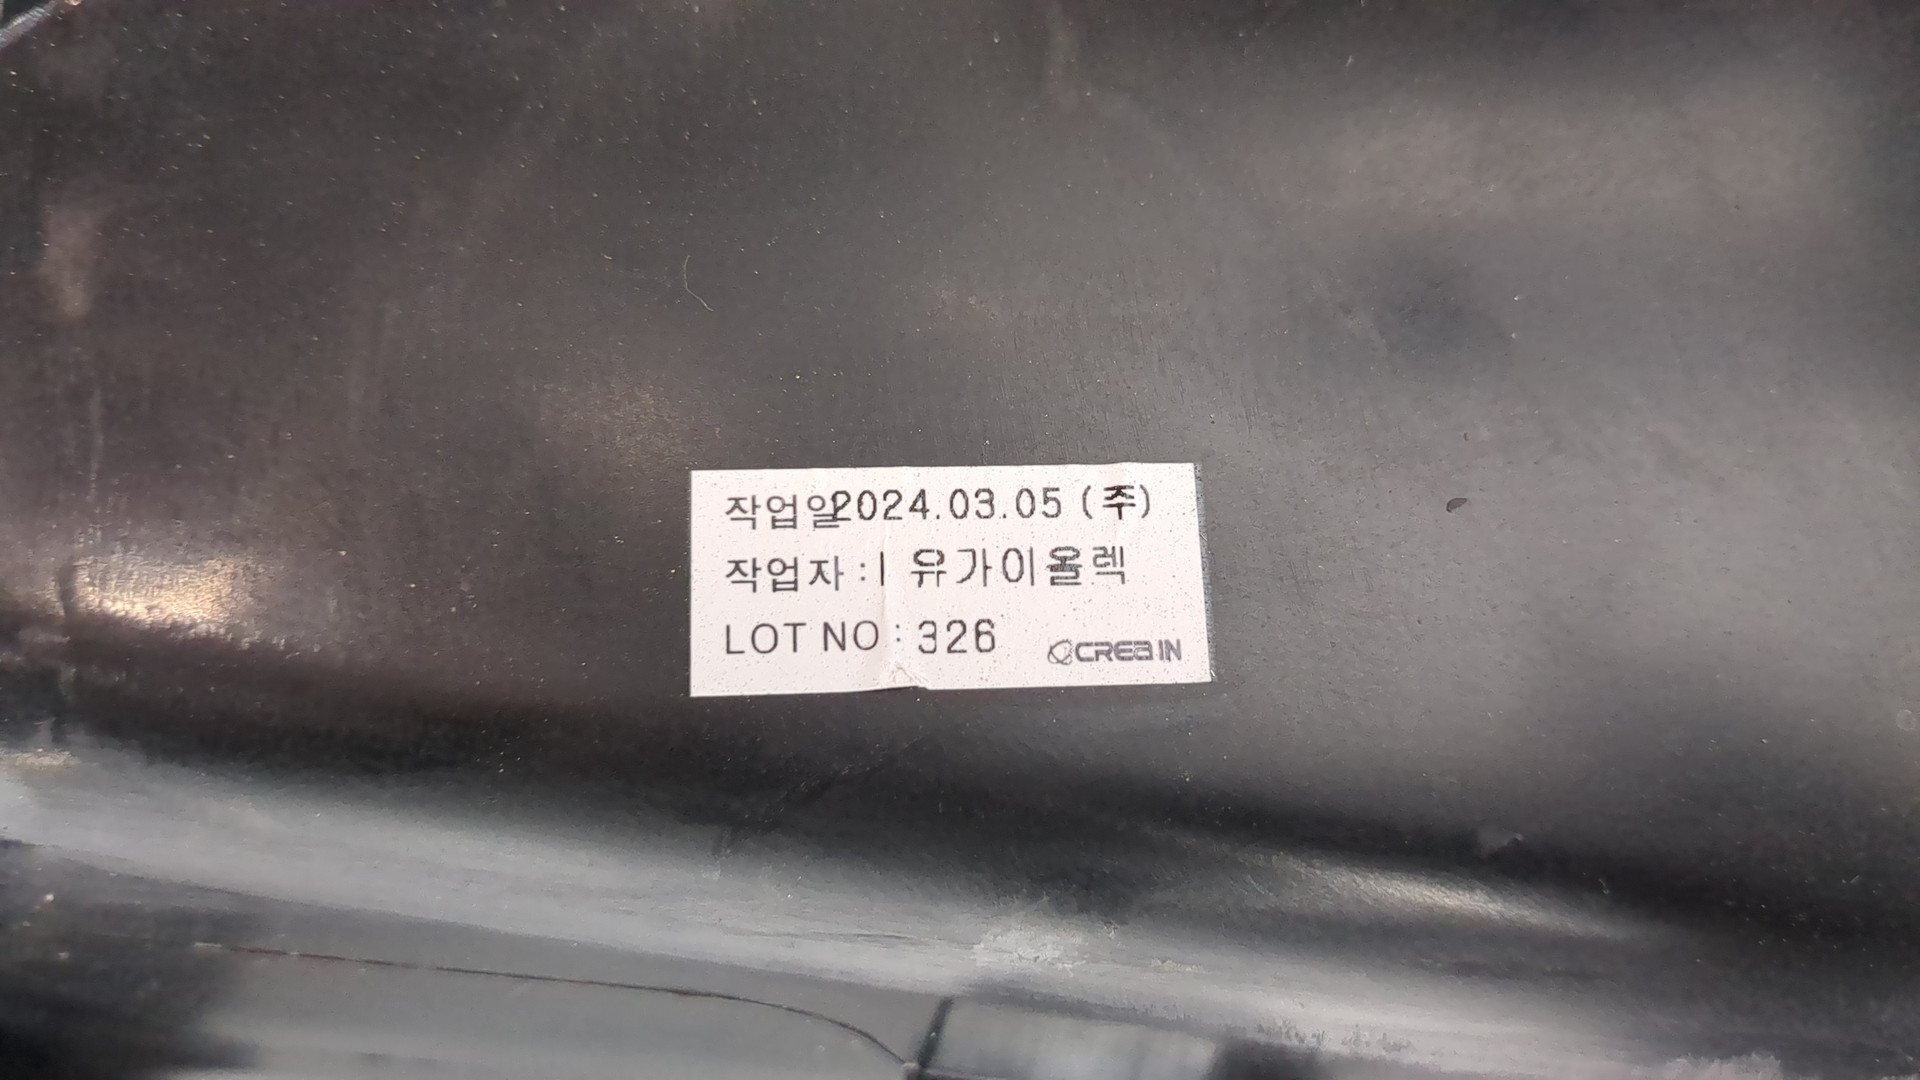 작업일2024.03.05 (주)
작업자 : I 유가이올렉
LOT NO : 326
CREA IN